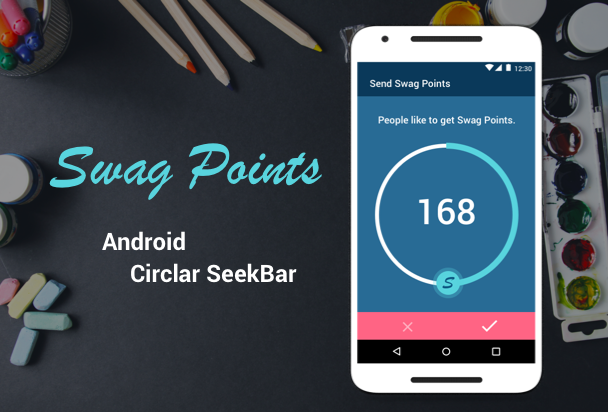 Swag Points
Android
Circlar SeekBar
12:30
Send Swag Points
People like to get Swag Points.
168
S